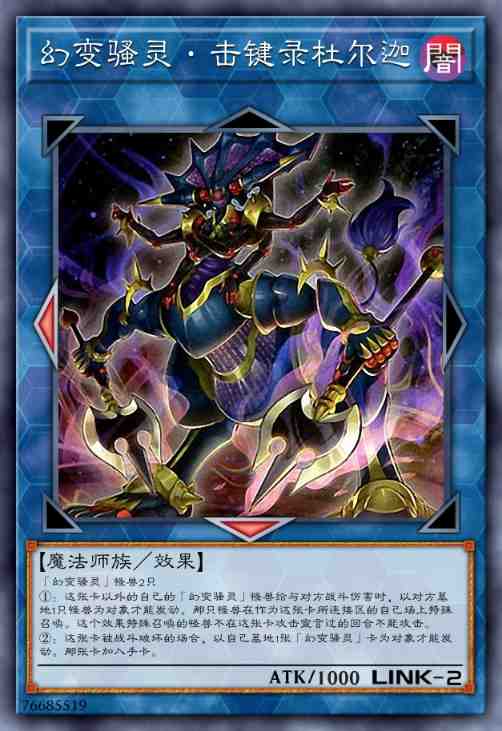 幻变骚灵·击键录杜尔迦
闇
【魔法师族／效果】
「幻变骚灵」怪兽2只
①：这张卡以外的自己的「幻变骚灵」怪兽给与对方战斗伤害时，以对方墓
地1只怪兽为对象才能发动。那只怪兽在作为这张卡所连接区的自己场上特殊
召唤。这个效果特殊召唤的怪兽不在这张卡攻击宣言过的回合不能攻击。
②：这张卡被战斗破坏的场合，以自己墓地1张「幻变骚灵」卡为对象才能发
动。那张卡加入手卡。
ATK/1000 LINK-2
76685519